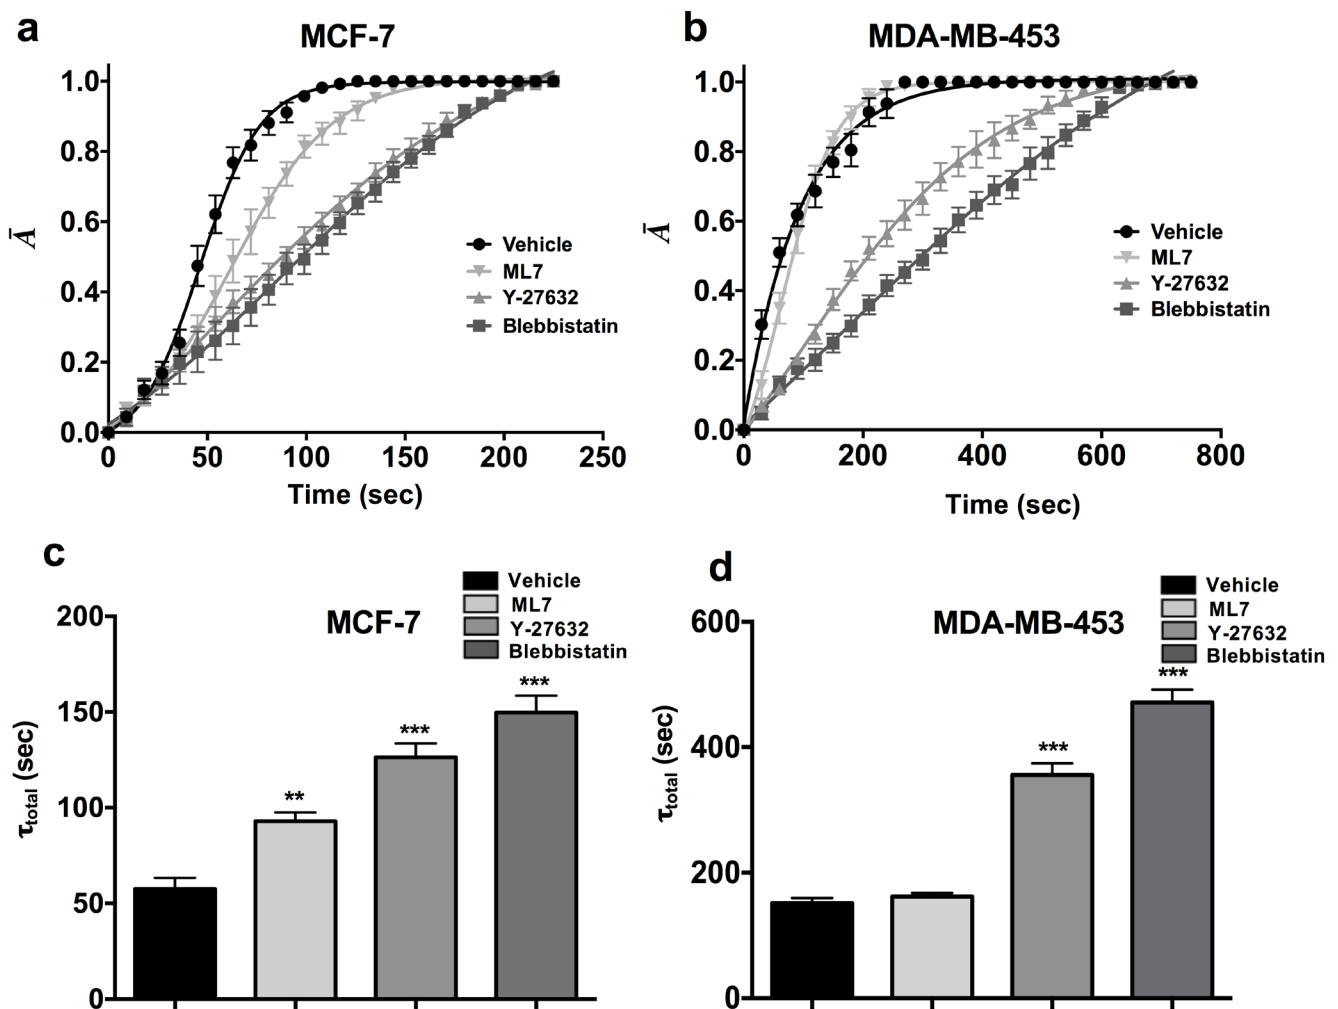 a
MCF-7
1.0
0.8
0.6
0.4
0.2
0.0
Ā
Vehicle
ML7
Y-27632
Blebbistatin
0 50 100 150 200 250
Time (sec)
b
MDA-MB-453
1.0
0.8
0.6
0.4
0.2
0.0
Ā
Vehicle
ML7
Y-27632
Blebbistatin
0 200 400 600 800
Time (sec)
c
MCF-7
Vehicle
ML7
Y-27632
Blebbistatin
200
150
100
50
0
τtotal (sec)
**
***
***
d
MDA-MB-453
Vehicle
ML7
Y-27632
Blebbistatin
600
400
200
0
τtotal (sec)
***
***